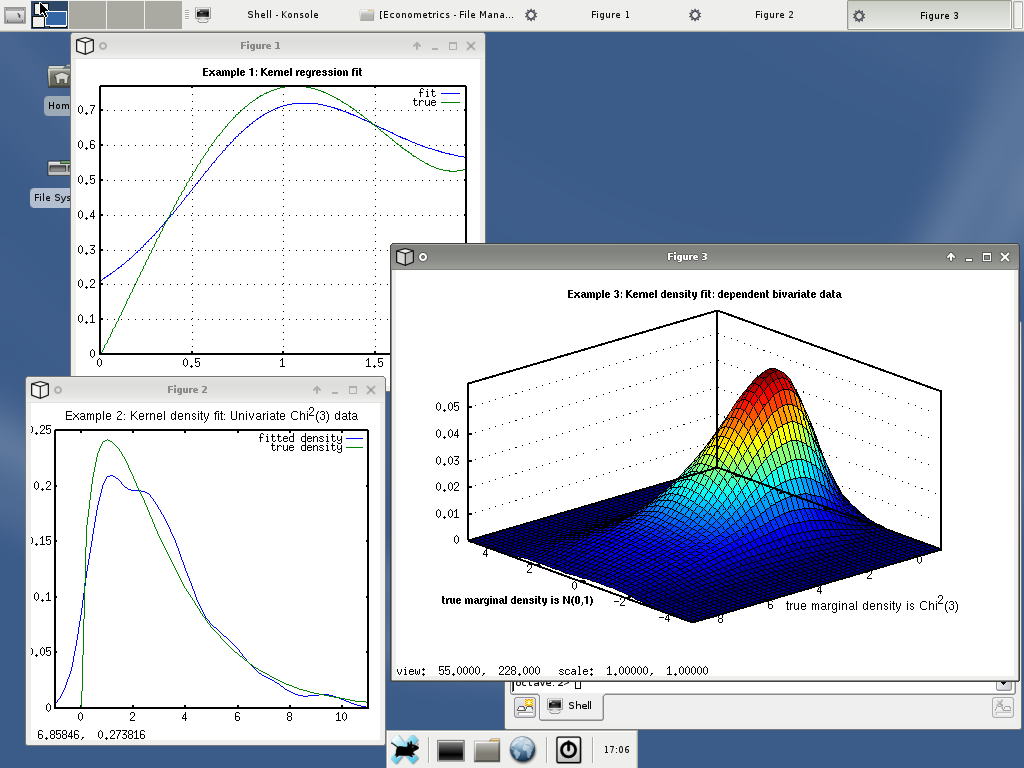 Shell - Konsole
[Econometrics - File Mana...
Figure 1
Figure 2
Figure 3
Hom
File Sys
Figure 1
Example 1: Kernel regression fit
fit
true
0.7
0.6
0.5
0.4
0.3
0.2
0.1
0
0 0.5 1 1.5
Figure 2
Example 2: Kernel density fit: Univariate Chi2(3) data
fitted density
true density
0.25
0.2
0.15
0.1
0.05
0
0 2 4 6 8 10
6.85846, 0.273816
Figure 3
Example 3: Kernel density fit: dependent bivariate data
0.05
0.04
0.03
0.02
0.01
0
4 2 0 -2 -4
true marginal density is N(0,1)
8 6 4 2 0
true marginal density is Chi2(3)
view: 55.0000, 228.000 scale: 1.00000, 1.00000
octave:2>
Shell
17:06